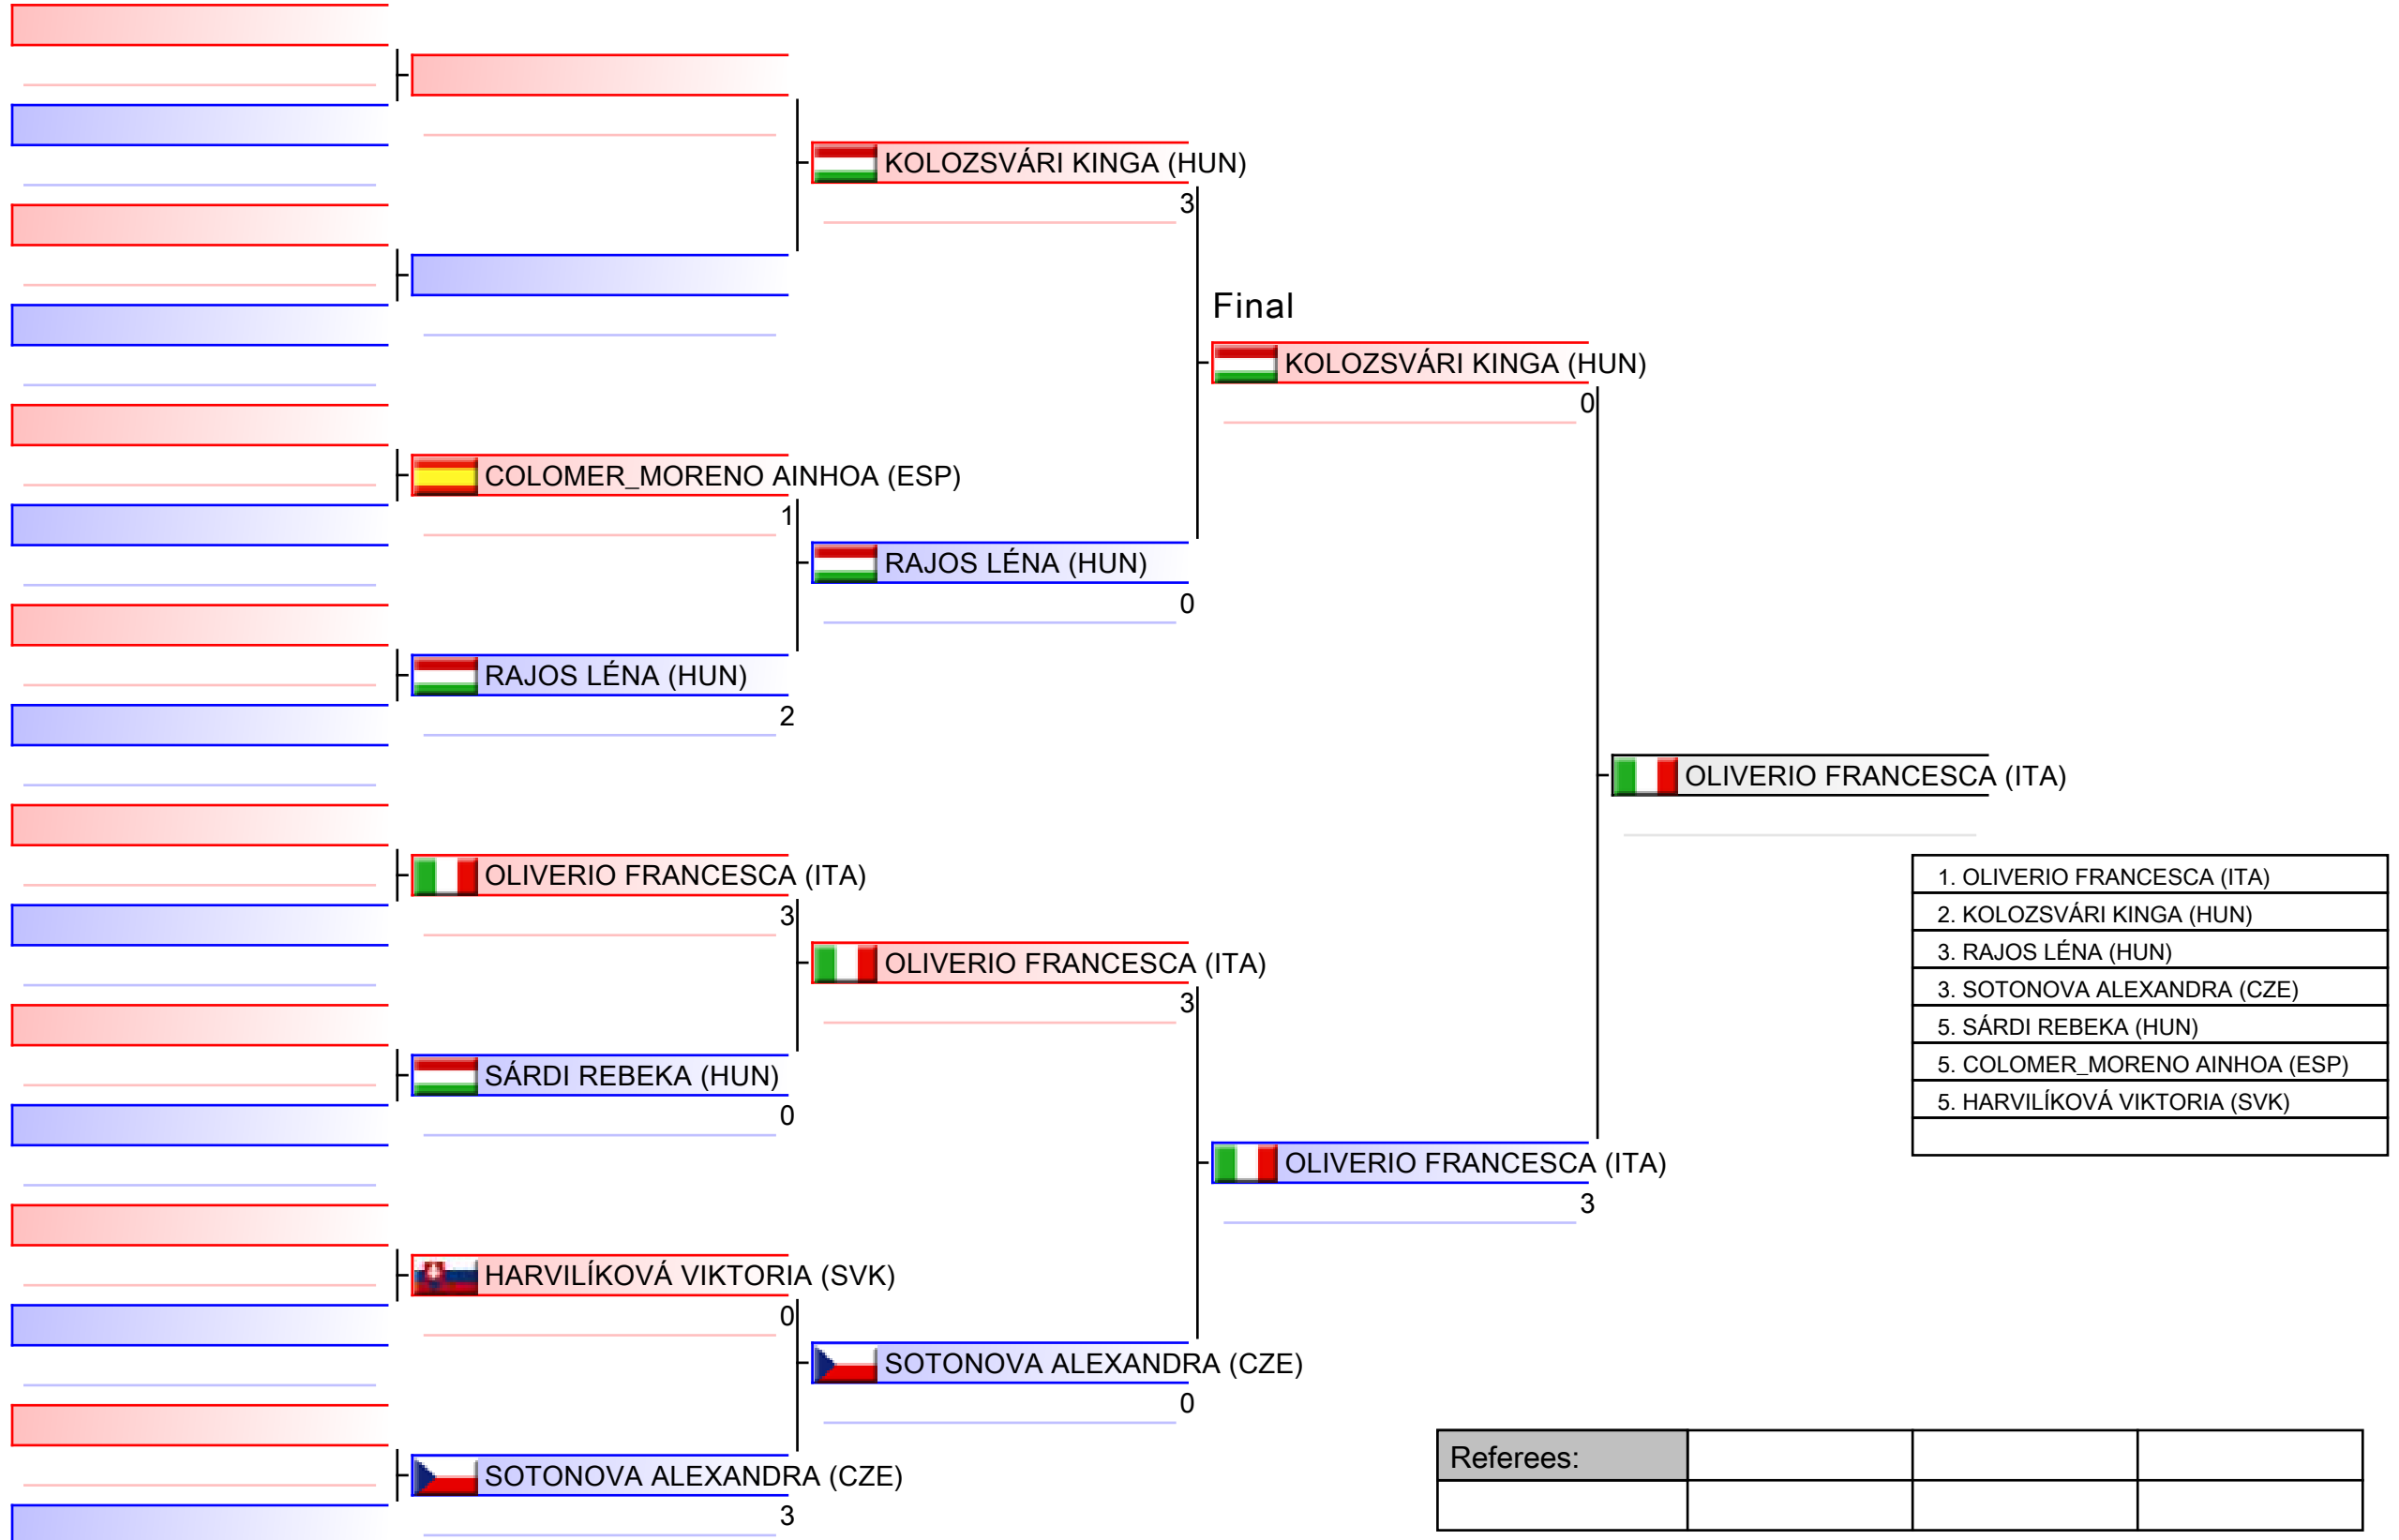 KOLOZSVÁRI KINGA (HUN)
3
Final
KOLOZSVÁRI KINGA (HUN)
0
COLOMER_MORENO AINHOA (ESP)
1
RAJOS LÉNA (HUN)
0
RAJOS LÉNA (HUN)
2
OLIVERIO FRANCESCA (ITA)
OLIVERIO FRANCESCA (ITA)
3
OLIVERIO FRANCESCA (ITA)
3
SÁRDI REBEKA (HUN)
0
OLIVERIO FRANCESCA (ITA)
3
HARVILÍKOVÁ VIKTORIA (SVK)
0
SOTONOVA ALEXANDRA (CZE)
0
SOTONOVA ALEXANDRA (CZE)
3
1. OLIVERIO FRANCESCA (ITA)
2. KOLOZSVÁRI KINGA (HUN)
3. RAJOS LÉNA (HUN)
3. SOTONOVA ALEXANDRA (CZE)
5. SÁRDI REBEKA (HUN)
5. COLOMER_MORENO AINHOA (ESP)
5. HARVILÍKOVÁ VIKTORIA (SVK)
Referees: